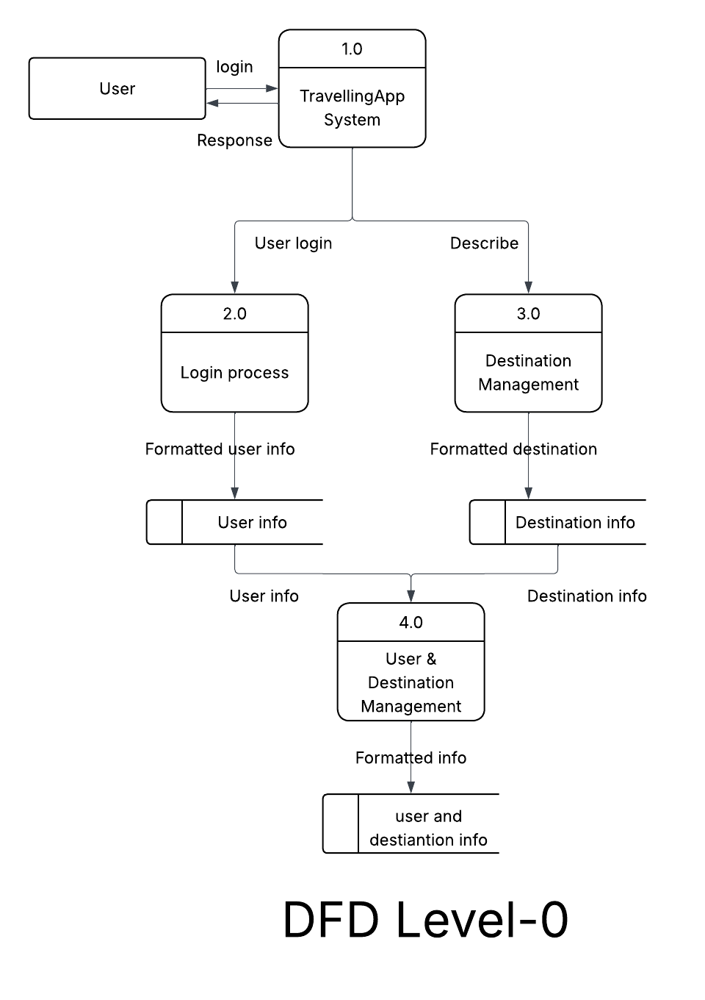 1.0
login
User
TravellingApp
System
Response
User login
Describe
2.0
3.0
Login process
Destination
Management
Formatted user info
Formatted destination
User info
Destination info
User info
Destination info
4.0
User &
Destination
Management
Formatted info
user and
destiantion info
DFD Level-0